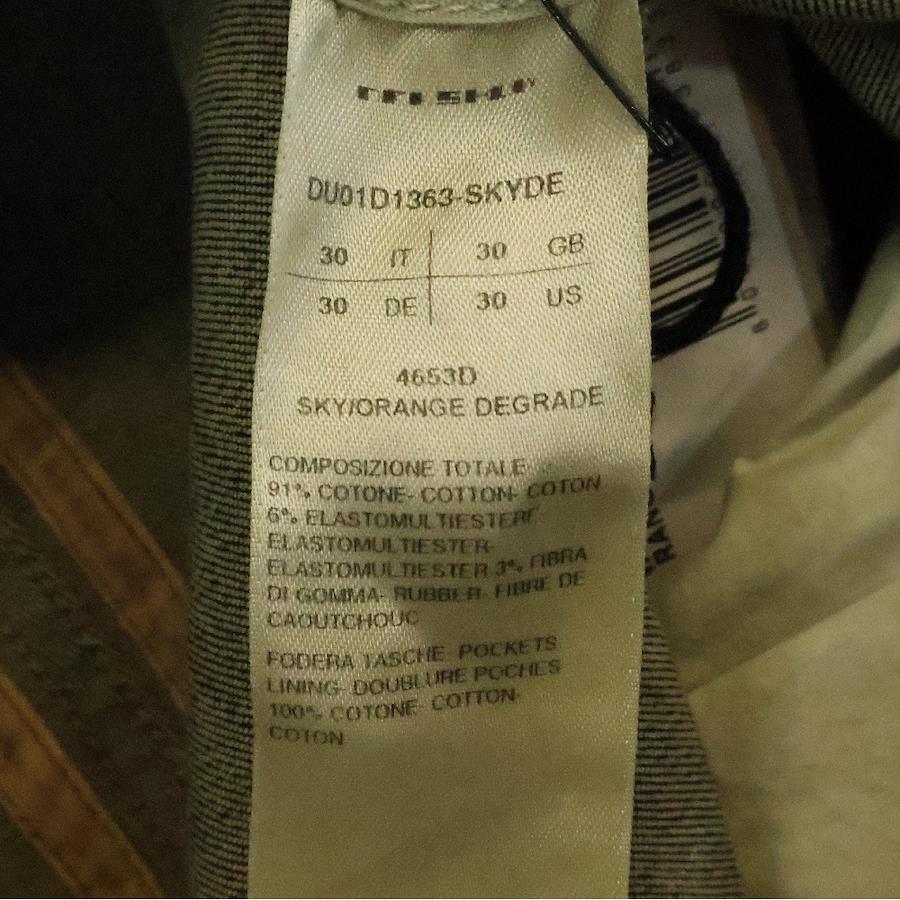 DU01D1363-SKYDE
30 IT 30 GB
30 DE 30 US
4653D
SKY/ORANGE DEGRADE
COMPOSIZIONE TOTALE
91% COTONE- COTTON- COTON
6% ELASTOMULTIESTERE
ELASTOMULTIESTER-
ELASTOMULTIESTER 3% FIBRA
DI GOMMA- RUBBER- FIBRE DE
CAOUTCHOUC
FODERA TASCHE- POCKETS
LINING- DOUBLURE POCHES
100% COTONE- COTTON-
COTON